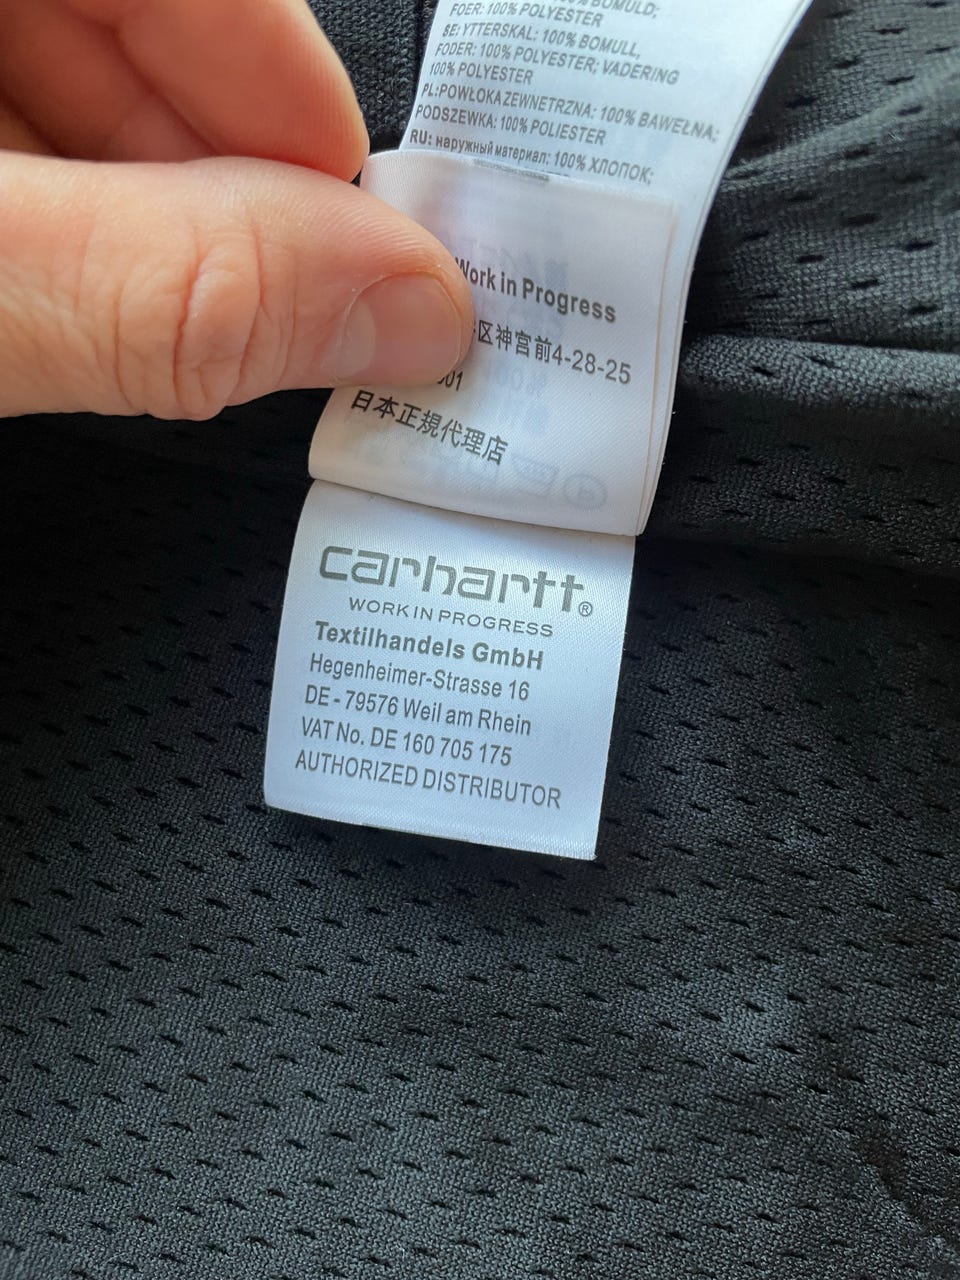 100% BOMULD;
FOER: 100% POLYESTER
SE: YTTERSKAL: 100% BOMULL,
FODER: 100% POLYESTER; VADERING
100% POLYESTER
PL:POWŁOKA ZEWNETRZNA: 100% BAWEŁNA;
PODSZEWKA: 100% POLIESTER
RU: наружный материал: 100% ХЛОПОК;
Work in Progress
区神宮前4-28-25
001
日本正規代理店
carhartt®
WORK IN PROGRESS
Textilhandels GmbH
Hegenheimer-Strasse 16
DE - 79576 Weil am Rhein
VAT No. DE 160 705 175
AUTHORIZED DISTRIBUTOR